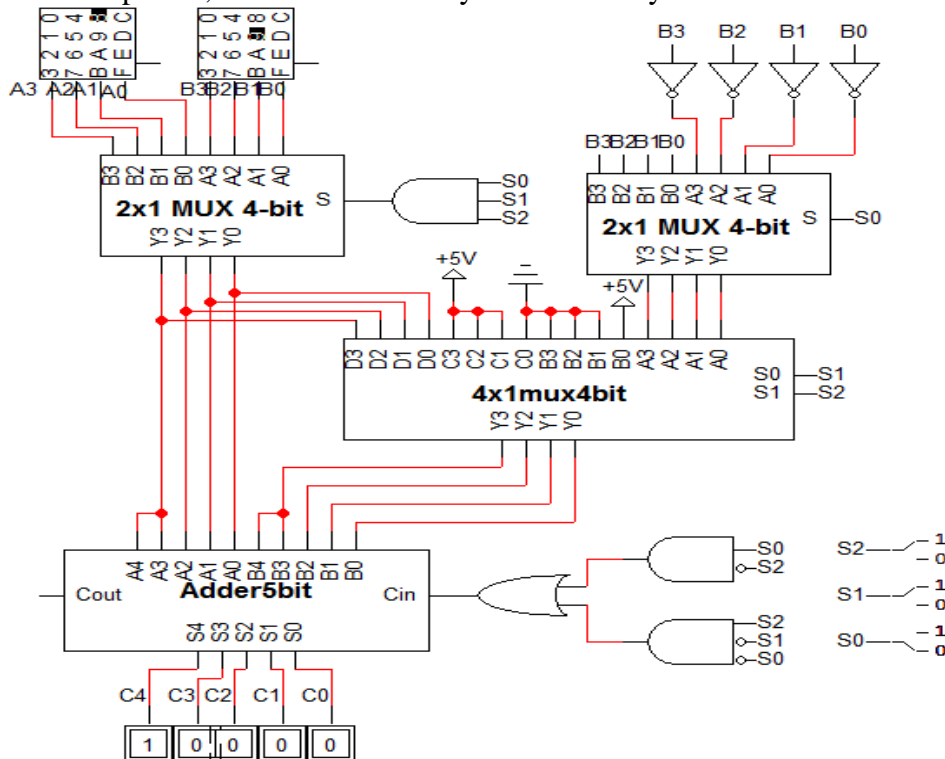 0 4 8 C
1 5 9 D
2 6 A E
3 7 B F
0 4 8 C
1 5 9 D
2 6 A E
3 7 B F
A3 A2 A1 A0
B3 B2 B1 B0
B3 B2 B1 B0
B3 B2 B1 B0 A3 A2 A1 A0
2x1 MUX 4-bit S
Y3 Y2 Y1 Y0
S0
S1
S2
B3 B2 B1 B0
B3 B2 B1 B0 A3 A2 A1 A0
2x1 MUX 4-bit S S0
Y3 Y2 Y1 Y0
+5V
+5V
D3 D2 D1 D0 C3 C2 C1 C0 B3 B2 B1 B0 A3 A2 A1 A0
S0 S1
S1 S2
4x1mux4bit
Y3 Y2 Y1 Y0
A4 A3 A2 A1 A0 B4 B3 B2 B1 B0
Cout Adder5bit Cin
S4 S3 S2 S1 S0
S0
S2
S2
S1
S0
S2 1 0
S1 1 0
S0 1 0
C4 C3 C2 C1 C0
1 0 0 0 0